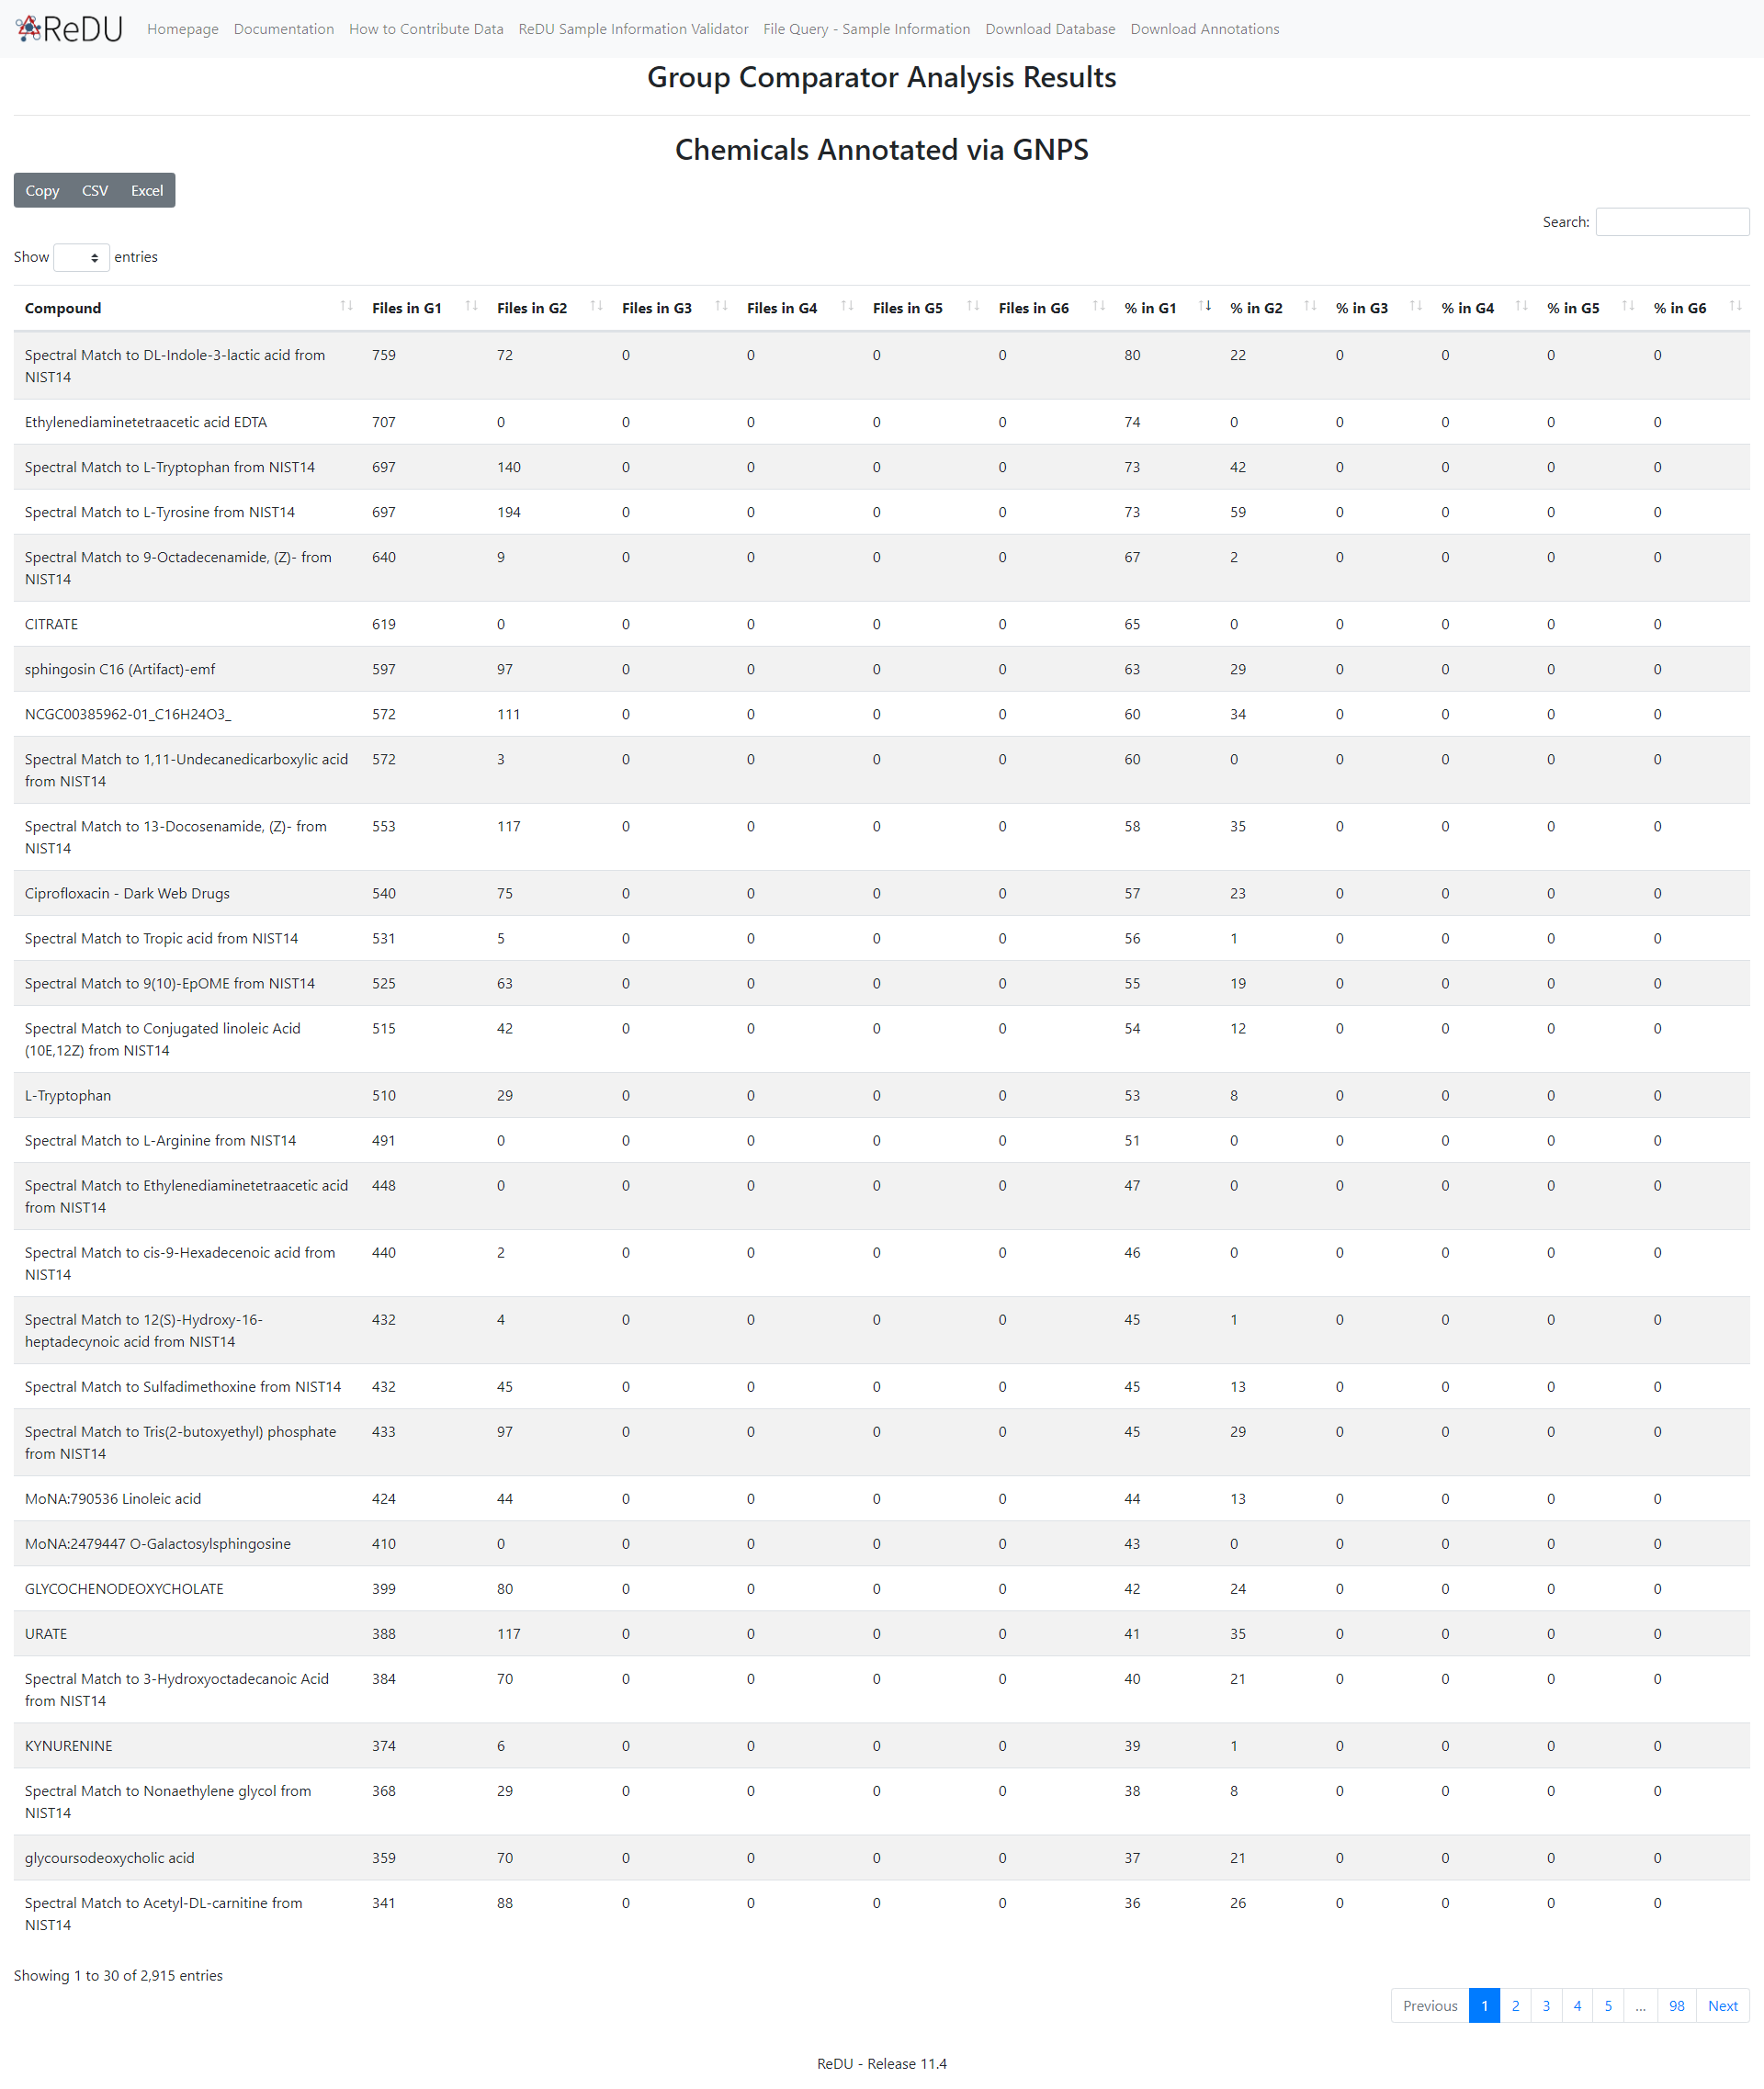 ReDU Homepage Documentation How to Contribute Data ReDU Sample Information Validator File Query - Sample Information Download Database Download Annotations
Group Comparator Analysis Results
Chemicals Annotated via GNPS
Copy CSV Excel
Search:
Show entries
Compound Files in G1 Files in G2 Files in G3 Files in G4 Files in G5 Files in G6 % in G1 % in G2 % in G3 % in G4 % in G5 % in G6
Spectral Match to DL-Indole-3-lactic acid from 759 72 0 0 0 0 80 22 0 0 0 0
NIST14
Ethylenediaminetetraacetic acid EDTA 707 0 0 0 0 0 74 0 0 0 0 0
Spectral Match to L-Tryptophan from NIST14 697 140 0 0 0 0 73 42 0 0 0 0
Spectral Match to L-Tyrosine from NIST14 697 194 0 0 0 0 73 59 0 0 0 0
Spectral Match to 9-Octadecenamide, (Z)- from 640 9 0 0 0 0 67 2 0 0 0 0
NIST14
CITRATE 619 0 0 0 0 0 65 0 0 0 0 0
sphingosin C16 (Artifact)-emf 597 97 0 0 0 0 63 29 0 0 0 0
NCGC00385962-01_C16H24O3_ 572 111 0 0 0 0 60 34 0 0 0 0
Spectral Match to 1,11-Undecanedicarboxylic acid 572 3 0 0 0 0 60 0 0 0 0 0
from NIST14
Spectral Match to 13-Docosenamide, (Z)- from 553 117 0 0 0 0 58 35 0 0 0 0
NIST14
Ciprofloxacin - Dark Web Drugs 540 75 0 0 0 0 57 23 0 0 0 0
Spectral Match to Tropic acid from NIST14 531 5 0 0 0 0 56 1 0 0 0 0
Spectral Match to 9(10)-EpOME from NIST14 525 63 0 0 0 0 55 19 0 0 0 0
Spectral Match to Conjugated linoleic Acid 515 42 0 0 0 0 54 12 0 0 0 0
(10E,12Z) from NIST14
L-Tryptophan 510 29 0 0 0 0 53 8 0 0 0 0
Spectral Match to L-Arginine from NIST14 491 0 0 0 0 0 51 0 0 0 0 0
Spectral Match to Ethylenediaminetetraacetic acid 448 0 0 0 0 0 47 0 0 0 0 0
from NIST14
Spectral Match to cis-9-Hexadecenoic acid from 440 2 0 0 0 0 46 0 0 0 0 0
NIST14
Spectral Match to 12(S)-Hydroxy-16- 432 4 0 0 0 0 45 1 0 0 0 0
heptadecynoic acid from NIST14
Spectral Match to Sulfadimethoxine from NIST14 432 45 0 0 0 0 45 13 0 0 0 0
Spectral Match to Tris(2-butoxyethyl) phosphate 433 97 0 0 0 0 45 29 0 0 0 0
from NIST14
MoNA:790536 Linoleic acid 424 44 0 0 0 0 44 13 0 0 0 0
MoNA:2479447 O-Galactosylsphingosine 410 0 0 0 0 0 43 0 0 0 0 0
GLYCOCHENODEOXYCHOLATE 399 80 0 0 0 0 42 24 0 0 0 0
URATE 388 117 0 0 0 0 41 35 0 0 0 0
Spectral Match to 3-Hydroxyoctadecanoic Acid 384 70 0 0 0 0 40 21 0 0 0 0
from NIST14
KYNURENINE 374 6 0 0 0 0 39 1 0 0 0 0
Spectral Match to Nonaethylene glycol from 368 29 0 0 0 0 38 8 0 0 0 0
NIST14
glycoursodeoxycholic acid 359 70 0 0 0 0 37 21 0 0 0 0
Spectral Match to Acetyl-DL-carnitine from 341 88 0 0 0 0 36 26 0 0 0 0
NIST14
Showing 1 to 30 of 2,915 entries
Previous 1 2 3 4 5 ... 98 Next
ReDU - Release 11.4